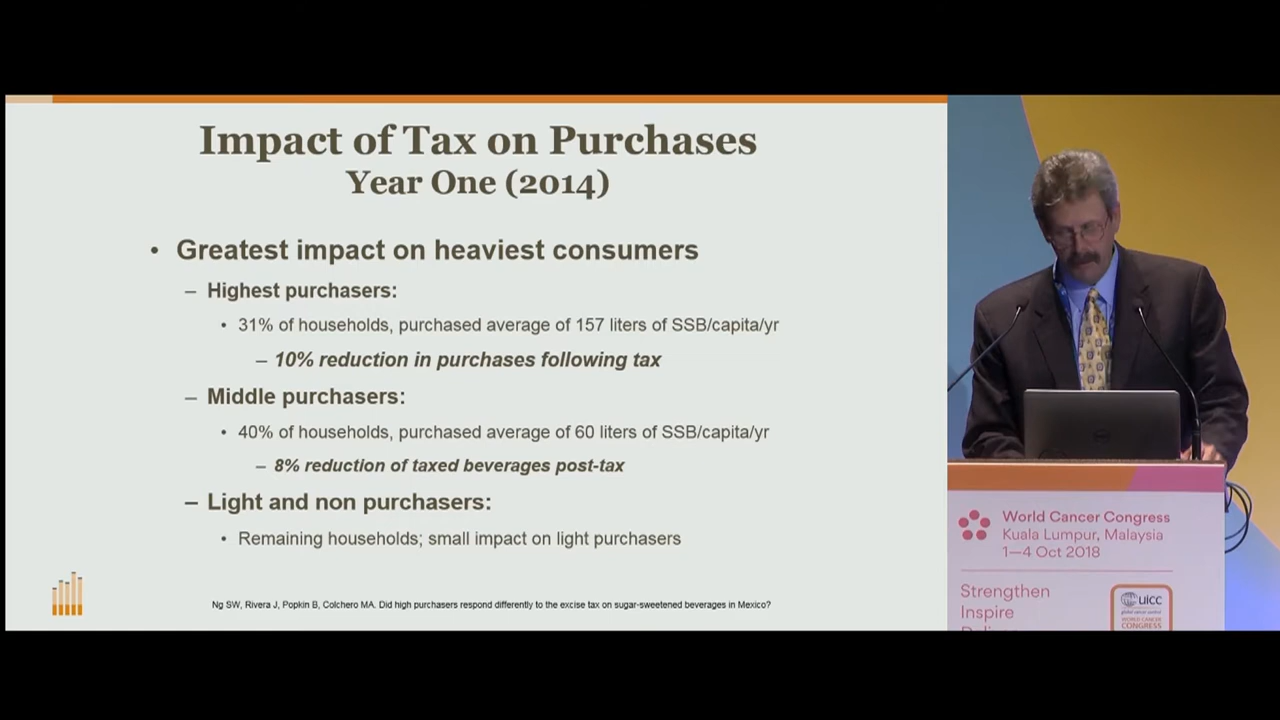 Impact of Tax on Purchases
Year One (2014)
• Greatest impact on heaviest consumers
– Highest purchasers:
• 31% of households, purchased average of 157 liters of SSB/capita/yr
– 10% reduction in purchases following tax
– Middle purchasers:
• 40% of households, purchased average of 60 liters of SSB/capita/yr
– 8% reduction of taxed beverages post-tax
– Light and non purchasers:
• Remaining households; small impact on light purchasers
Ng SW, Rivera J, Popkin B, Colchero MA. Did high purchasers respond differently to the excise tax on sugar-sweetened beverages in Mexico?
World Cancer Congress
Kuala Lumpur, Malaysia
1—4 Oct 2018
Strengthen
Inspire
uicc
WORLD CANCER
CONGRESS